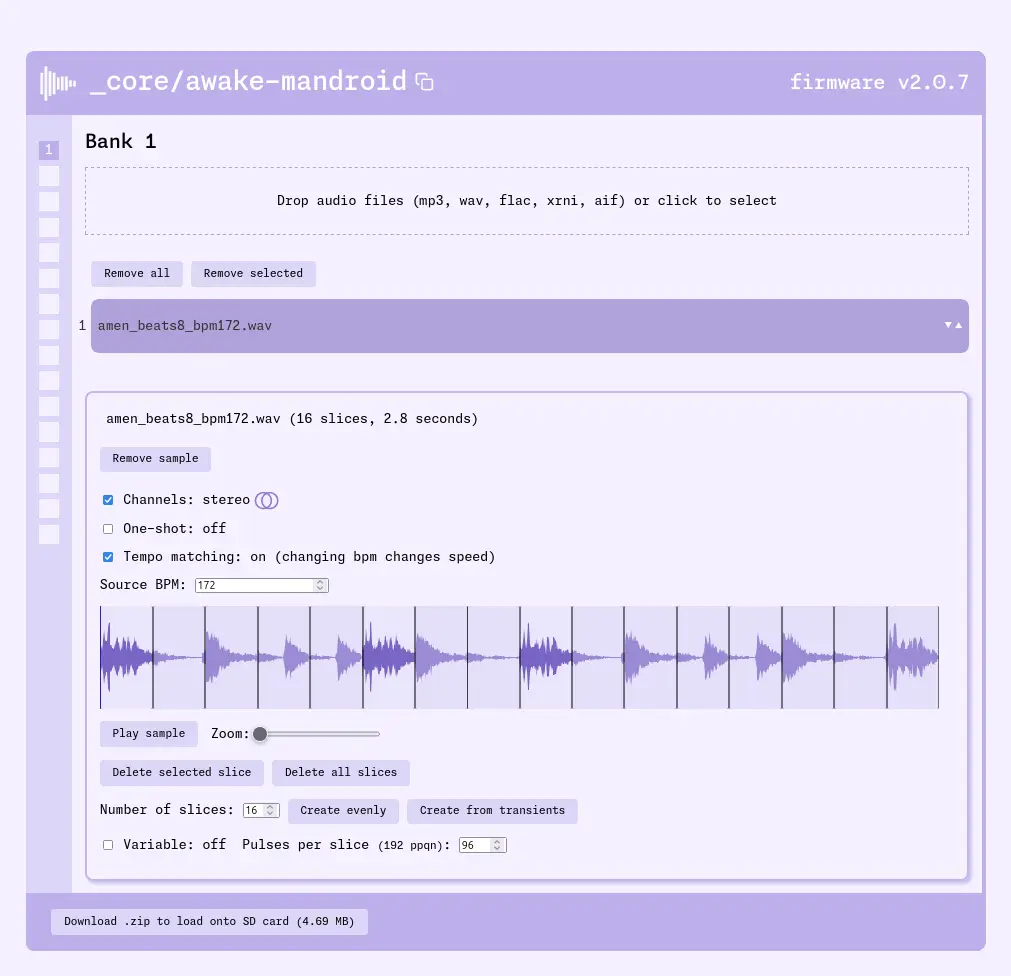 _core/awake-mandroid
firmware v2.0.7
1
Bank 1
Drop audio files (mp3, wav, flac, xrni, aif) or click to select
Remove all Remove selected
1 amen_beats8_bpm172.wav ▼▲
amen_beats8_bpm172.wav (16 slices, 2.8 seconds)
Remove sample
Channels: stereo
One-shot: off
Tempo matching: on (changing bpm changes speed)
Source BPM: 172
Play sample Zoom:
Delete selected slice Delete all slices
Number of slices: 16 Create evenly Create from transients
Variable: off Pulses per slice (192 ppqn): 96
Download .zip to load onto SD card (4.69 MB)